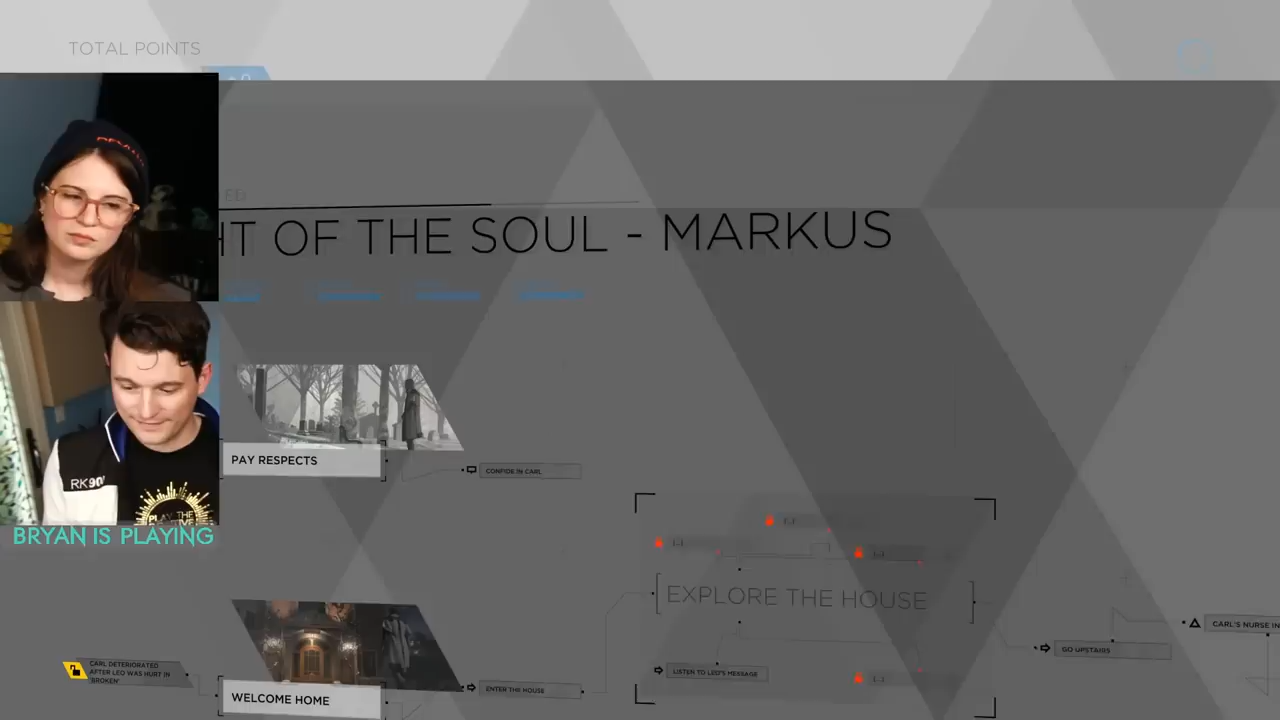 TOTAL POINTS
HT OF THE SOUL - MARKUS
PAY RESPECTS
CONFIDE IN CARL
RK90
BRYAN IS PLAYING
EXPLORE THE HOUSE
CARL'S NURSE IN
GO UPSTAIRS
CARL DETERIORATED
AFTER LEO WAS HURT IN
'BROKEN'
LISTEN TO LEO'S MESSAGE
WELCOME HOME
ENTER THE HOUSE